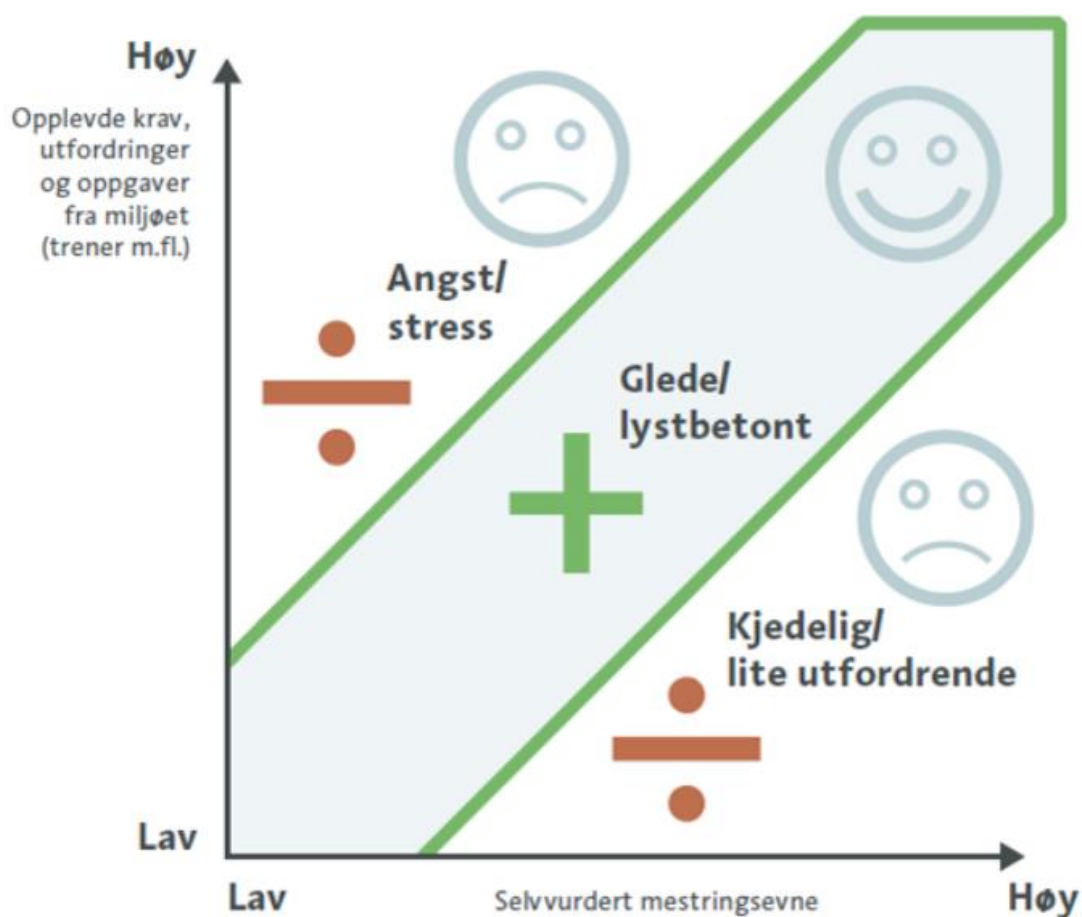 Høy
Opplevde krav,
utfordringer
og oppgaver
fra miljøet
(trener m.fl.)
Angst/
stress
Glede/
lystbetont
Kjedelig/
lite utfordrende
Lav
Lav
Selvvurdert mestringsevne
Høy